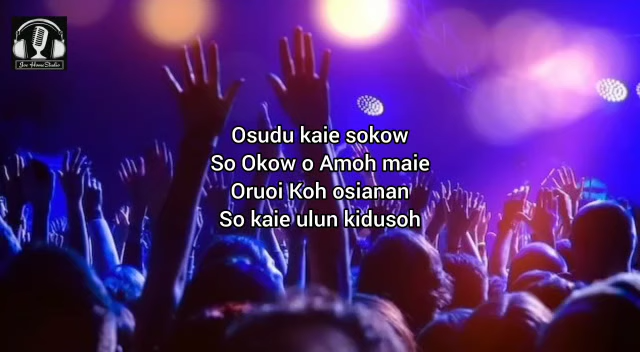 Osudu kaie sokow
So Okow o Amoh maie
Oruoi Koh osianan
So kaie ulun kidusoh